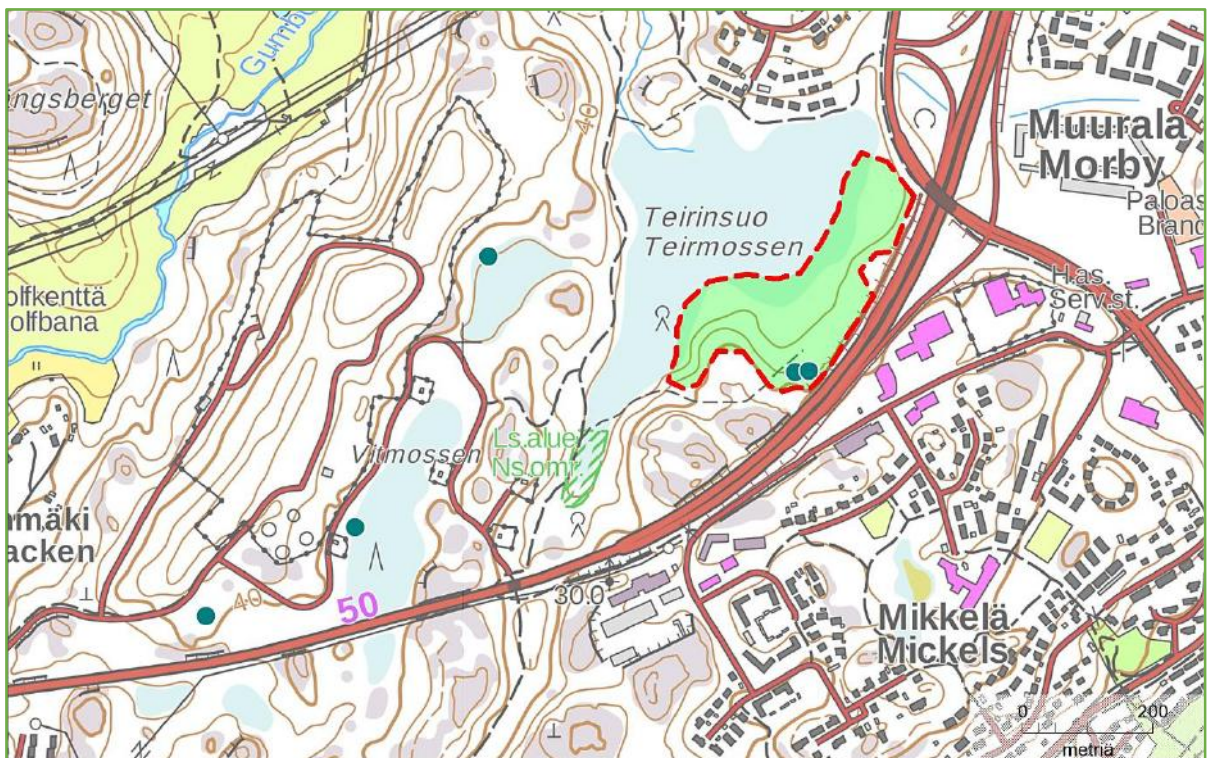 Gumbö
ingsberget
40
Muurala
Morby
Teirinsuo
Teirmossen
Paloas
Brand
olfkenttä
olfbana
H.as.
Serv.st.
Ls.alue
Ns.omr
Vitmossen
mäki
acken
40
50
30.0
Mikkelä
Mickels
0 200
metriä